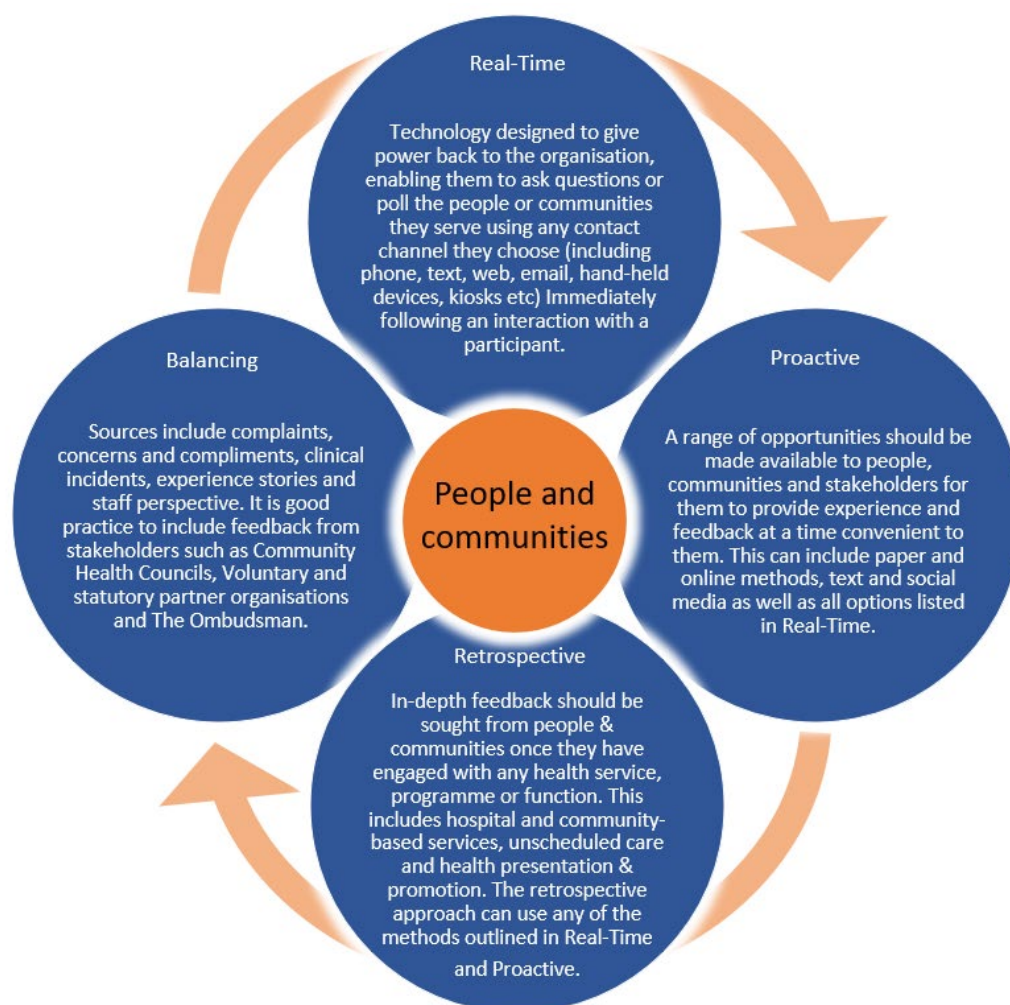 Real-Time
Technology designed to give
power back to the organisation,
enabling them to ask questions or
poll the people or communities
they serve using any contact
channel they choose (including
phone, text, web, email, hand-held
devices, kiosks etc) Immediately
following an interaction with a
participant.
Proactive
A range of opportunities should be
made available to people,
communities and stakeholders for
them to provide experience and
feedback at a time convenient to
them. This can include paper and
online methods, text and social
media as well as all options listed
in Real-Time.
Retrospective
In-depth feedback should be
sought from people &
communities once they have
engaged with any health service,
programme or function. This
includes hospital and community-
based services, unscheduled care
and health presentation &
promotion. The retrospective
approach can use any of the
methods outlined in Real-Time
and Proactive.
Balancing
Sources include complaints,
concerns and compliments, clinical
incidents, experience stories and
staff perspective. It is good
practice to include feedback from
stakeholders such as Community
Health Councils, Voluntary and
statutory partner organisations
and The Ombudsman.
People and
communities